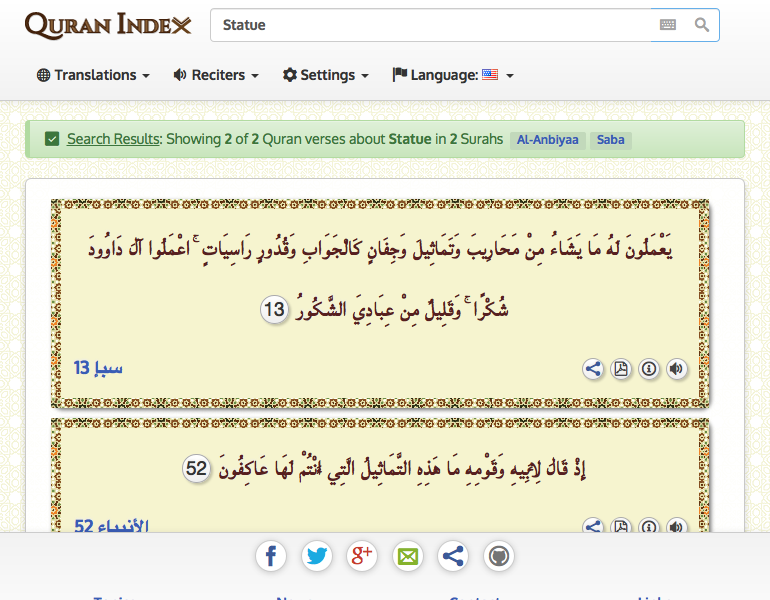 QURAN INDEX
Statue
Translations
Reciters
Settings
Language:
Search Results: Showing 2 of 2 Quran verses about Statue in 2 Surahs Al-Anbiyaa Saba
يَعْمَلُونَ لَهُ مَا يَشَاءُ مِنْ مَحَارِيبَ وَتَمَاثِيلَ وَجِفَانٍ كَالْجَوَابِ وَقُدُورٍ رَاسِيَاتٍ ۚ اعْمَلُوا آلَ دَاوُودَ
شُكْرًا ۚ وَقَلِيلٌ مِنْ عِبَادِيَ الشَّكُورُ 13
سبإ 13
إِذْ قَالَ لِأَبِيهِ وَقَوْمِهِ مَا هَذِهِ التَّمَاثِيلُ الَّتِي أَنْتُمْ لَهَا عَاكِفُونَ 52
الأنبياء 52